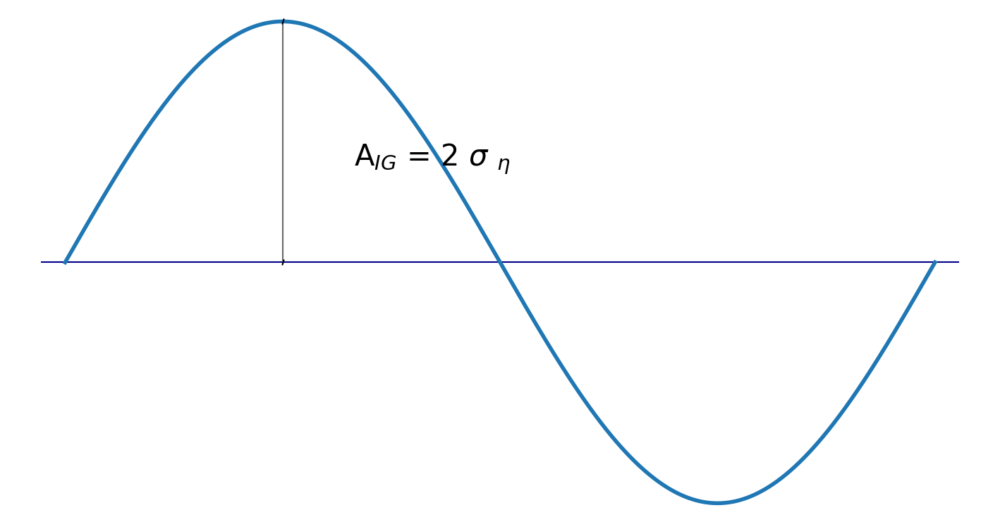 A_IG = 2 σ_η